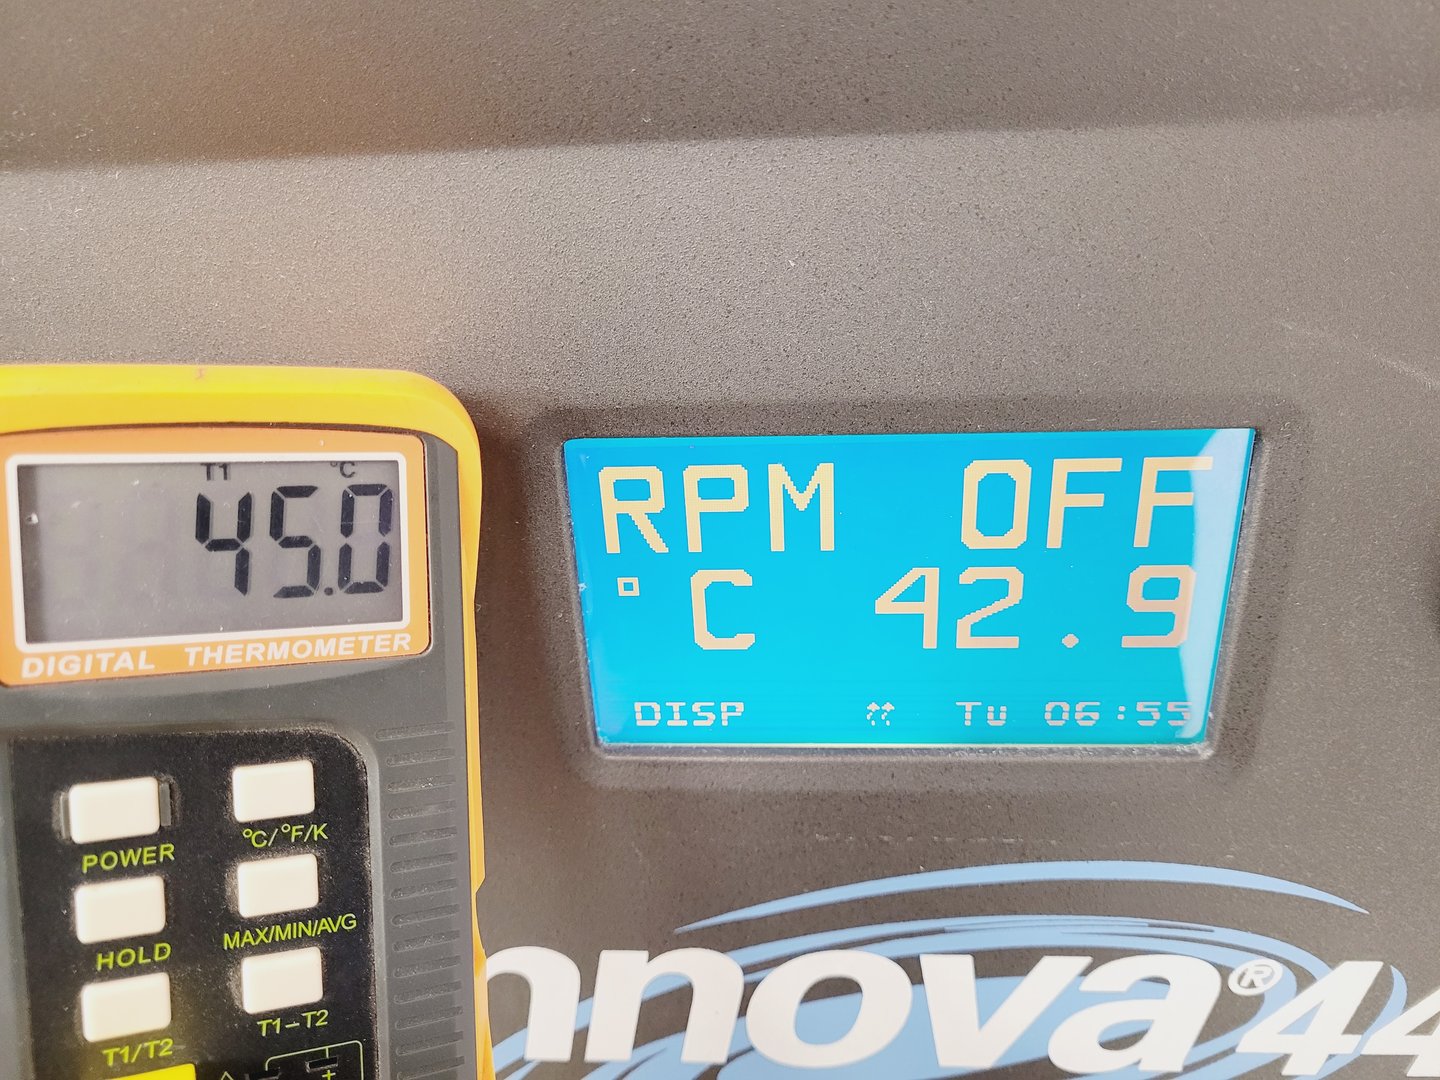 T1 °C
45.0
DIGITAL THERMOMETER
POWER
°C/°F/K
HOLD
MAX/MIN/AVG
T1/T2
T1-T2
RPM OFF
°C 42.9
DISP Tu 06:55
nnova® 44